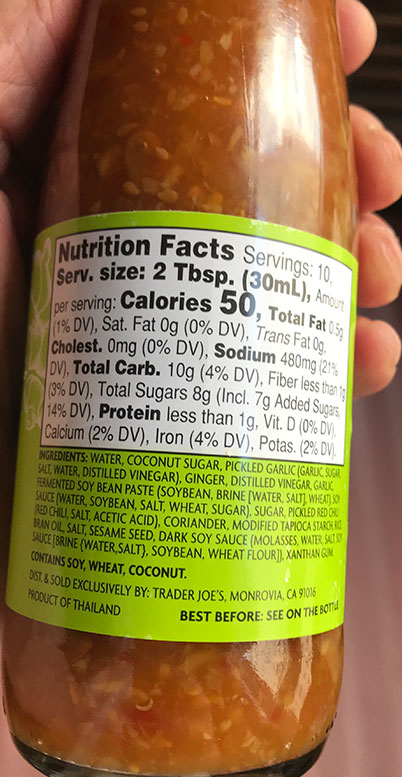 Nutrition Facts Servings: 10,
Serv. size: 2 Tbsp. (30mL), Amount
per serving: Calories 50, Total Fat 0.5g
(1% DV), Sat. Fat 0g (0% DV), Trans Fat 0g,
Cholest. 0mg (0% DV), Sodium 480mg (21%
DV), Total Carb. 10g (4% DV), Fiber less than 1g
(3% DV), Total Sugars 8g (Incl. 7g Added Sugars,
14% DV), Protein less than 1g, Vit. D (0% DV),
Calcium (2% DV), Iron (4% DV), Potas. (2% DV).
INGREDIENTS: WATER, COCONUT SUGAR, PICKLED GARLIC (GARLIC, SUGAR,
SALT, WATER, DISTILLED VINEGAR), GINGER, DISTILLED VINEGAR, GARLIC,
FERMENTED SOY BEAN PASTE (SOYBEAN, BRINE [WATER, SALT], WHEAT), SOY
SAUCE (WATER, SOYBEAN, SALT, WHEAT, SUGAR), SUGAR, PICKLED RED CHILI
(RED CHILI, SALT, ACETIC ACID), CORIANDER, MODIFIED TAPIOCA STARCH, RICE
BRAN OIL, SALT, SESAME SEED, DARK SOY SAUCE (MOLASSES, WATER, SALT, SOY
SAUCE [BRINE {WATER,SALT}, SOYBEAN, WHEAT FLOUR]), XANTHAN GUM.
CONTAINS SOY, WHEAT, COCONUT.
DIST. & SOLD EXCLUSIVELY BY: TRADER JOE'S, MONROVIA, CA 91016
PRODUCT OF THAILAND
BEST BEFORE: SEE ON THE BOTTLE